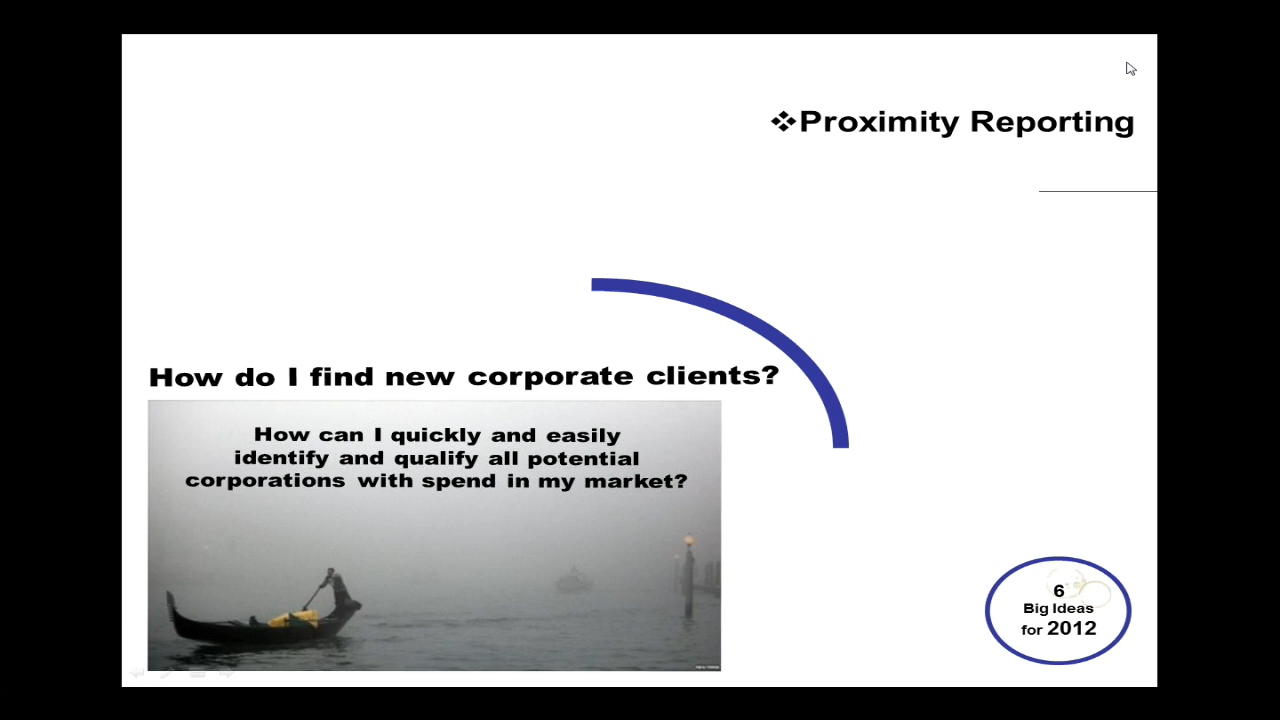 ❖Proximity Reporting
How do I find new corporate clients?
How can I quickly and easily
identify and qualify all potential
corporations with spend in my market?
6
Big Ideas
for 2012